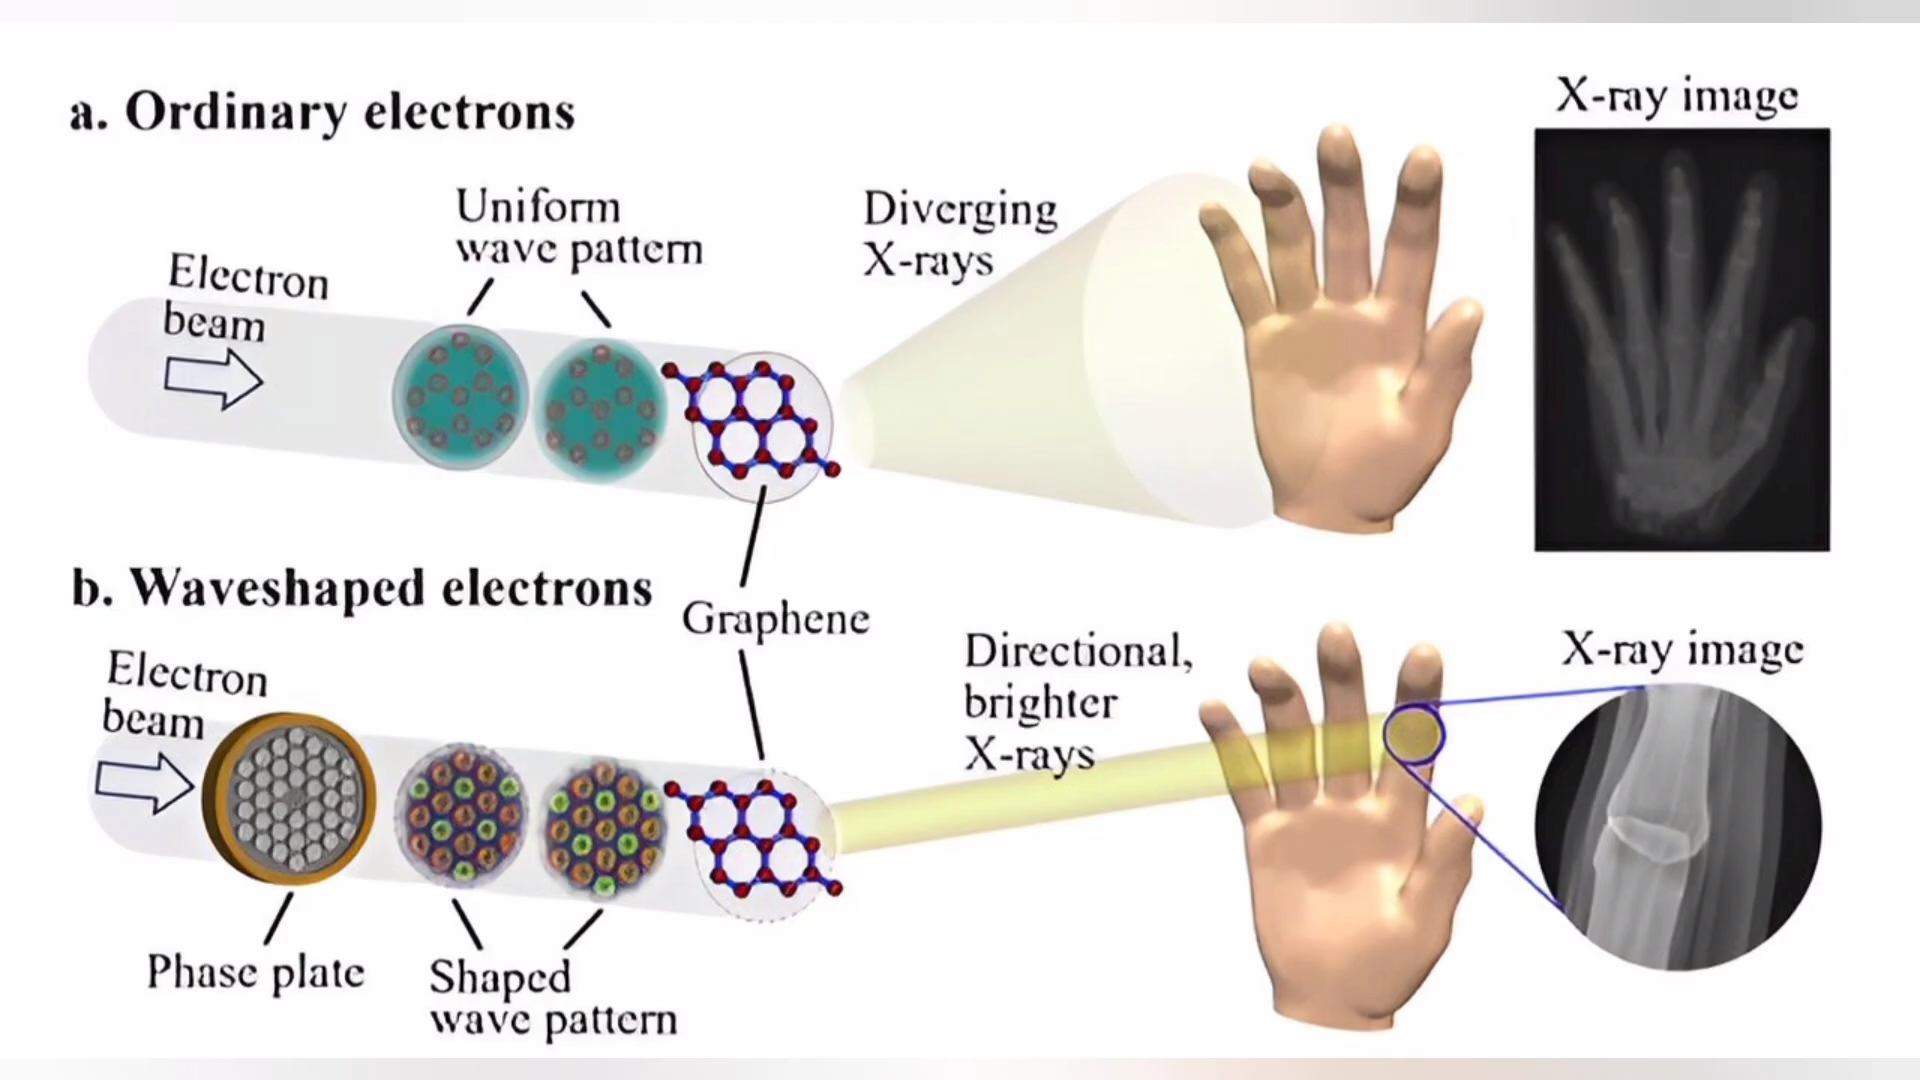 a. Ordinary electrons
X-ray image
Uniform
wave pattern
Diverging
X-rays
Electron
beam
b. Waveshaped electrons
Graphene
Electron
beam
Directional,
brighter
X-rays
X-ray image
Phase plate
Shaped
wave pattern